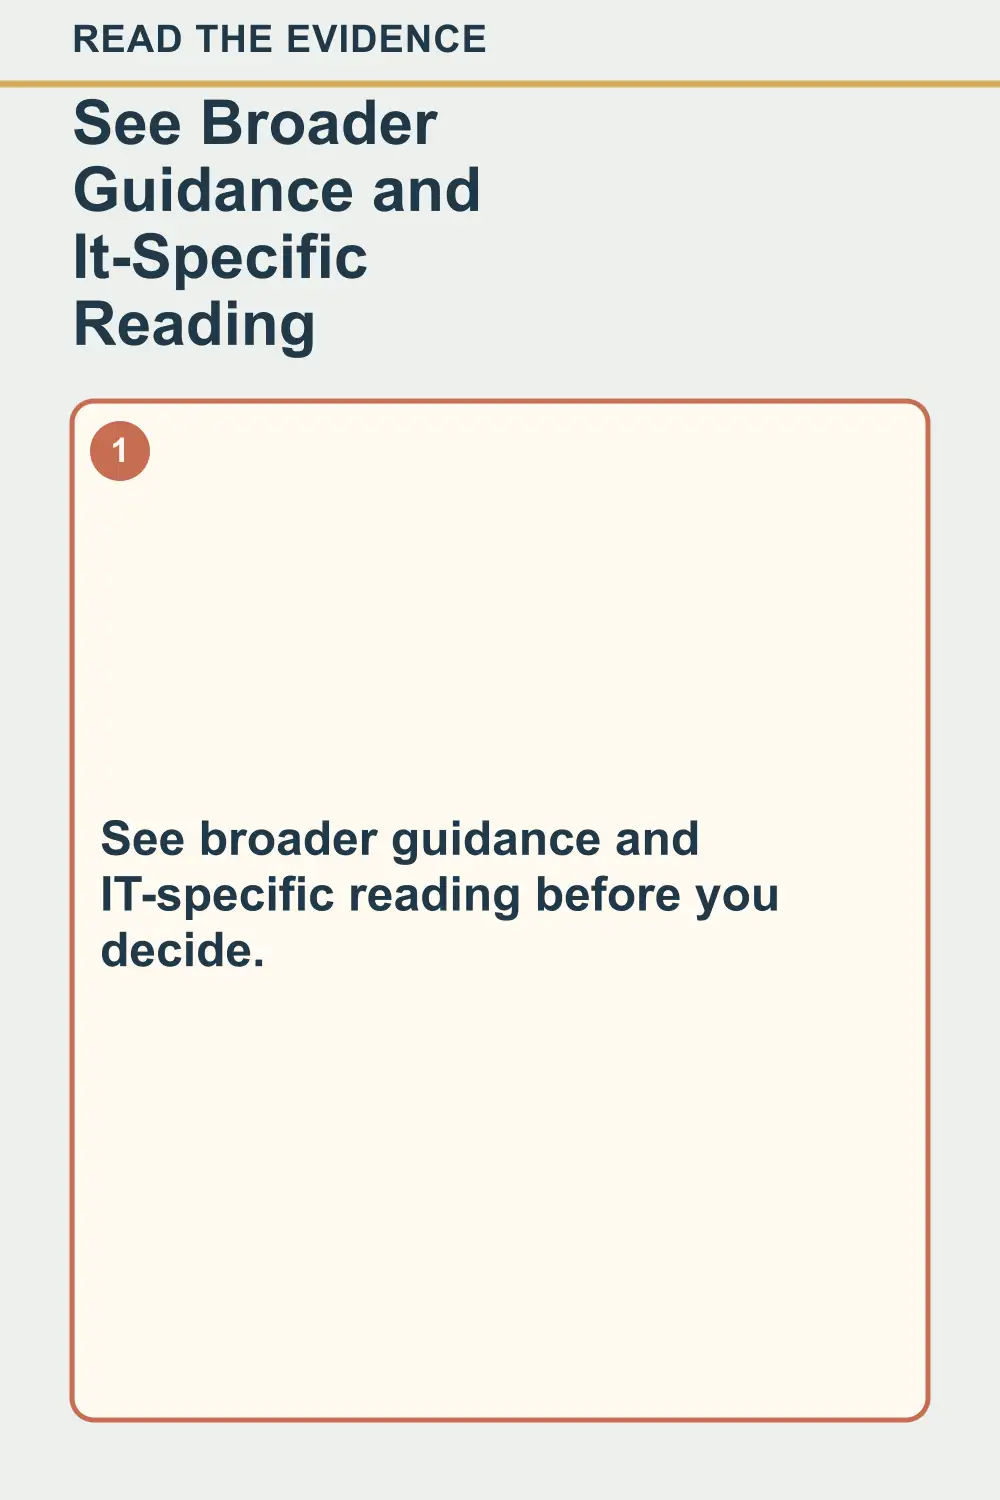 READ THE EVIDENCE
See Broader
Guidance and
It-Specific
Reading
1
See broader guidance and
IT-specific reading before you
decide.